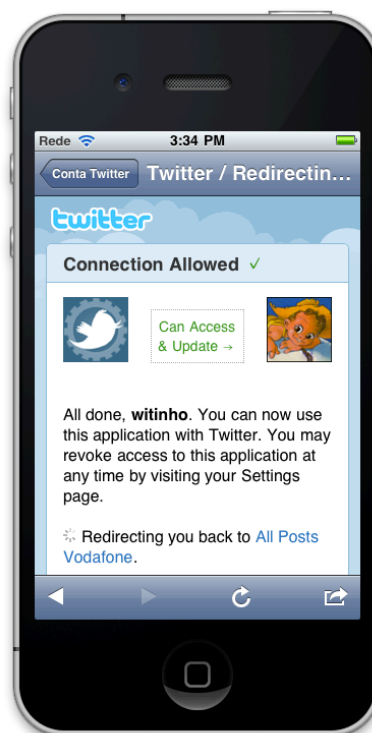 Rede 3:34 PM
Conta Twitter Twitter / Redirectin...
twitter
Connection Allowed ✓
Can Access
& Update →
All done, witinho. You can now use
this application with Twitter. You may
revoke access to this application at
any time by visiting your Settings
page.
Redirecting you back to All Posts
Vodafone.